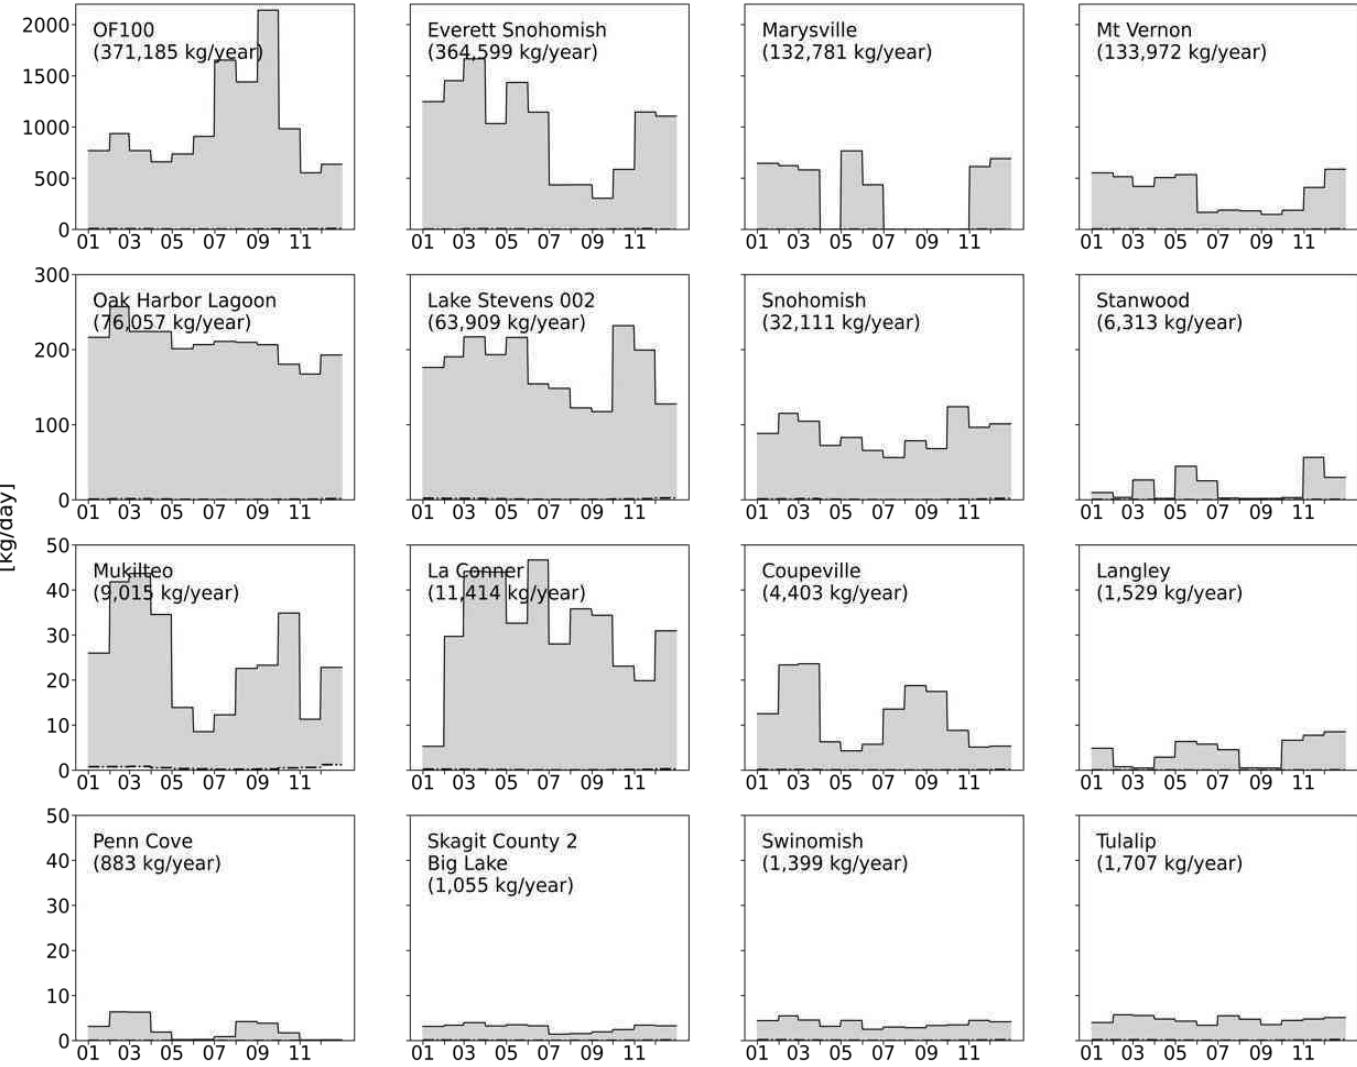 OF100
(371,185 kg/year)
Everett Snohomish
(364,599 kg/year)
Marysville
(132,781 kg/year)
Mt Vernon
(133,972 kg/year)
2000
1500
1000
500
0
01 03 05 07 09 11
01 03 05 07 09 11
01 03 05 07 09 11
01 03 05 07 09 11
Oak Harbor Lagoon
(76,057 kg/year)
Lake Stevens 002
(63,909 kg/year)
Snohomish
(32,111 kg/year)
Stanwood
(6,313 kg/year)
300
200
100
0
01 03 05 07 09 11
01 03 05 07 09 11
01 03 05 07 09 11
01 03 05 07 09 11
[kg/day]
Mukilteo
(9,015 kg/year)
La Conner
(11,414 kg/year)
Coupeville
(4,403 kg/year)
Langley
(1,529 kg/year)
50
40
30
20
10
0
01 03 05 07 09 11
01 03 05 07 09 11
01 03 05 07 09 11
01 03 05 07 09 11
Penn Cove
(883 kg/year)
Skagit County 2
Big Lake
(1,055 kg/year)
Swinomish
(1,399 kg/year)
Tulalip
(1,707 kg/year)
50
40
30
20
10
0
01 03 05 07 09 11
01 03 05 07 09 11
01 03 05 07 09 11
01 03 05 07 09 11